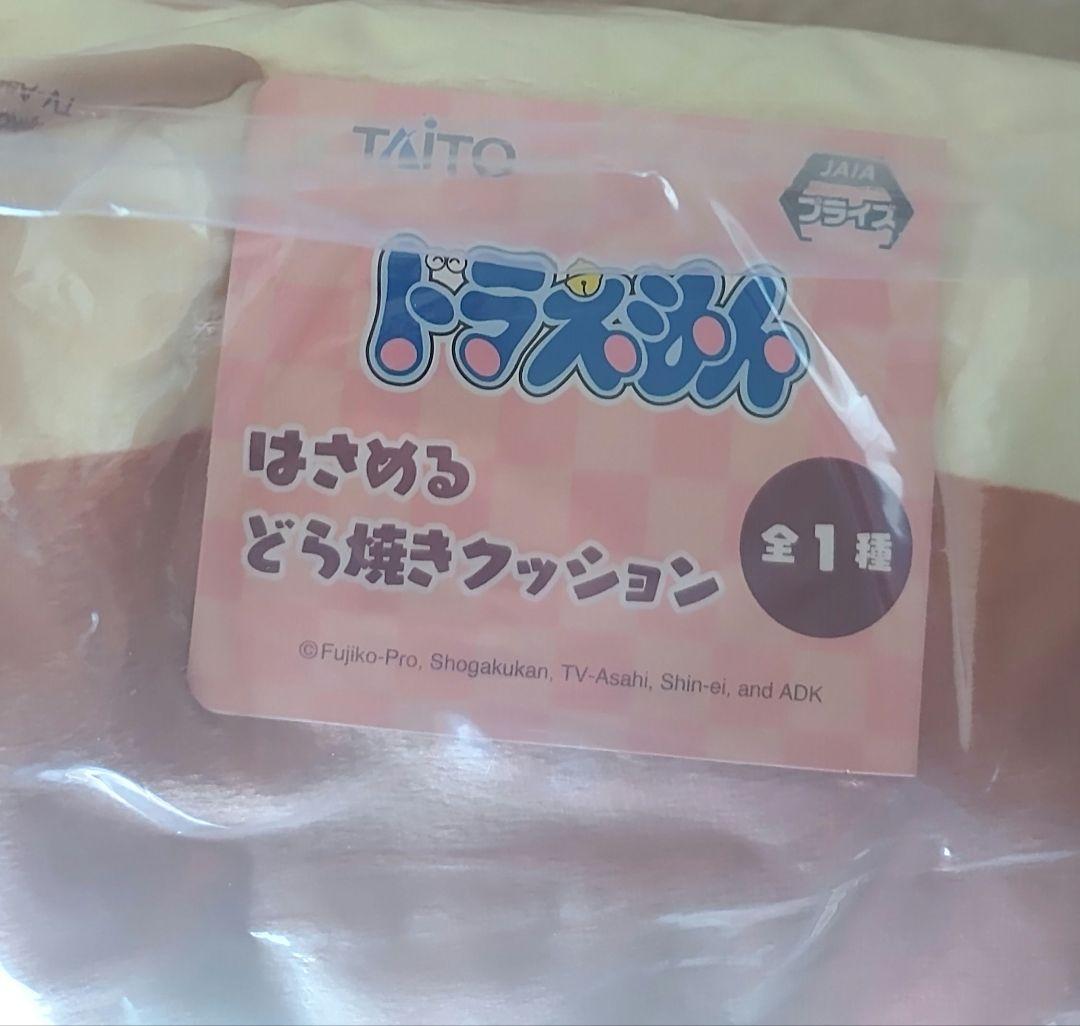 TAITO
JAIA
プライズ
ドラえもん
はさめる
どら焼きクッション
全1種
©Fujiko-Pro, Shogakukan, TV-Asahi, Shin-ei, and ADK